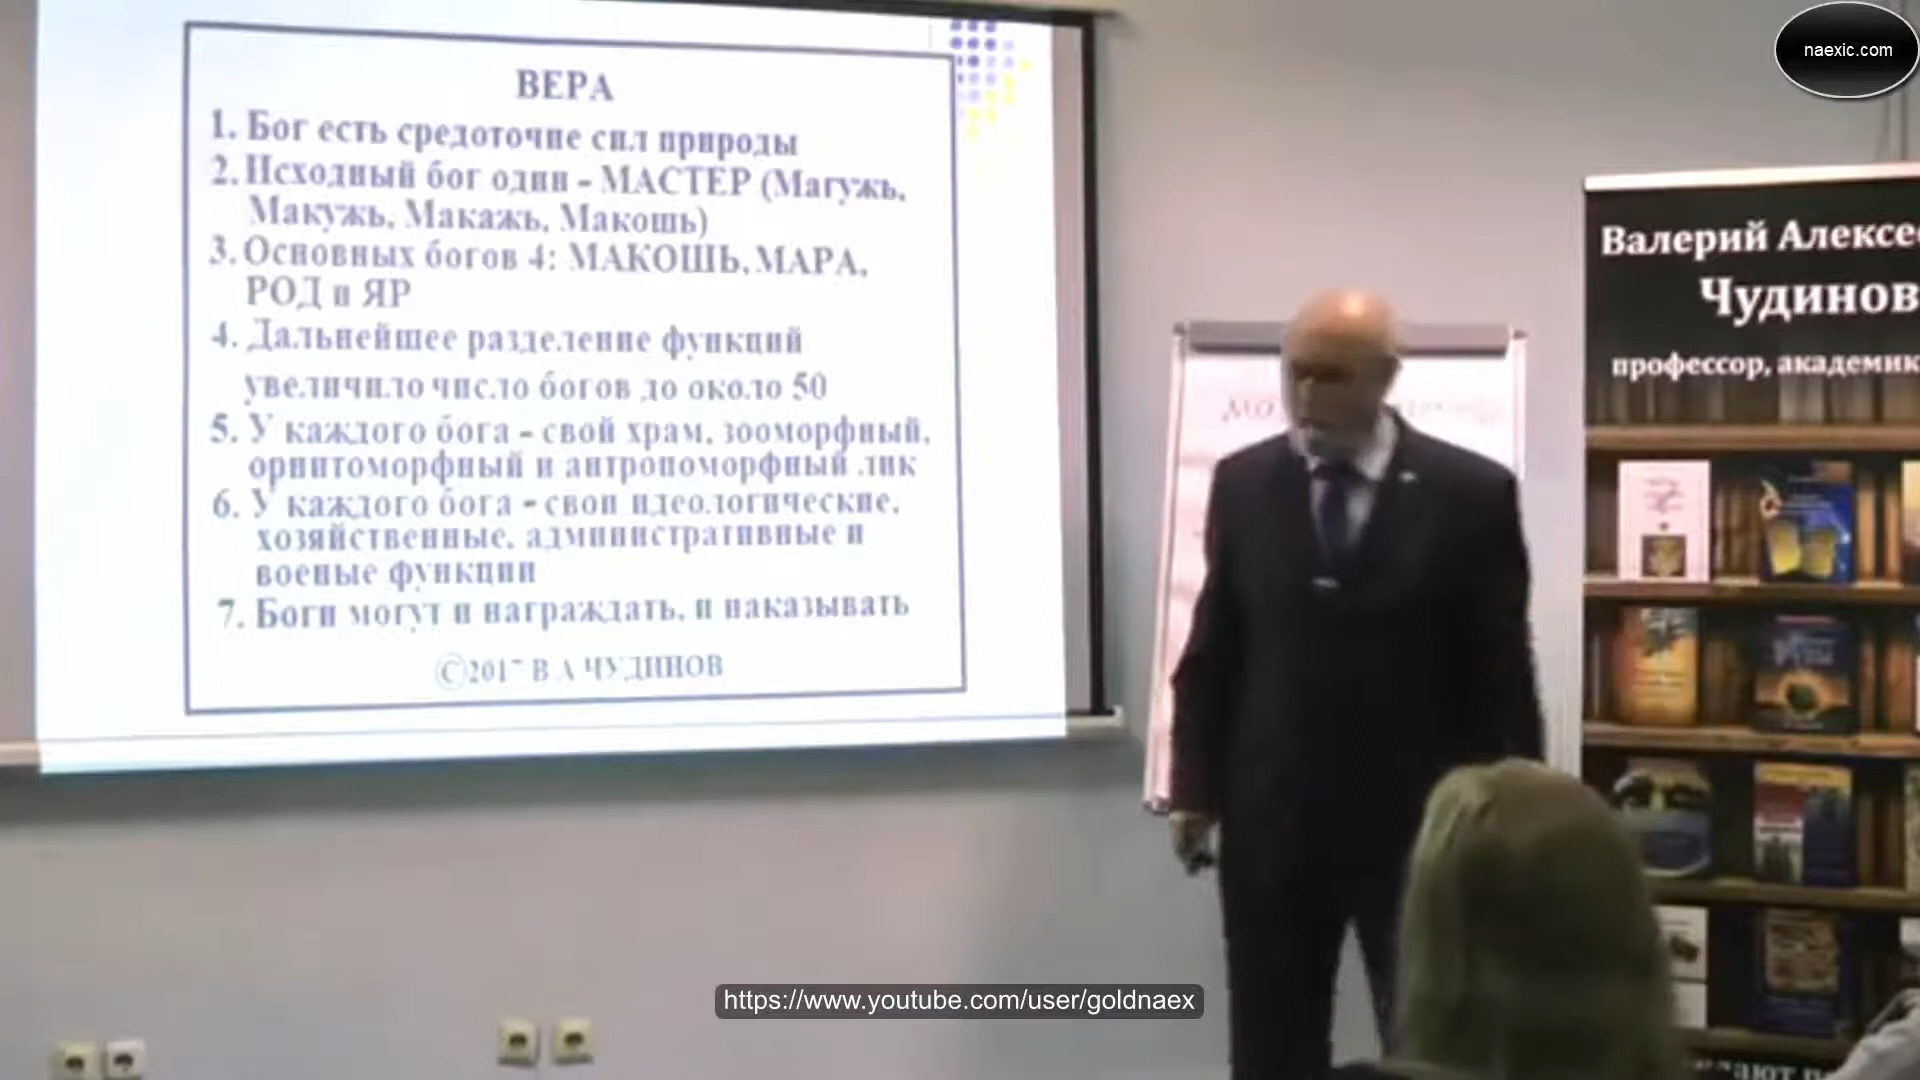 naexic.com
ВЕРА
1. Бог есть средоточие сил природы
2. Исходный бог один - МАСТЕР (Магужь,
Макужь, Макажь, Макошь)
3. Основных богов 4: МАКОШЬ, МАРА,
РОД и ЯР
4. Дальнейшее разделение функций
увеличило число богов до около 50
5. У каждого бога - свой храм, зооморфный,
орнитоморфный и антропоморфный лик
6. У каждого бога - свои идеологические,
хозяйственные, административные и
военые функции
7. Боги могут и награждать, и наказывать
©2017 В.А.ЧУДИНОВ
Валерий Алексе
Чудинов
профессор, академик
https://www.youtube.com/user/goldnaex